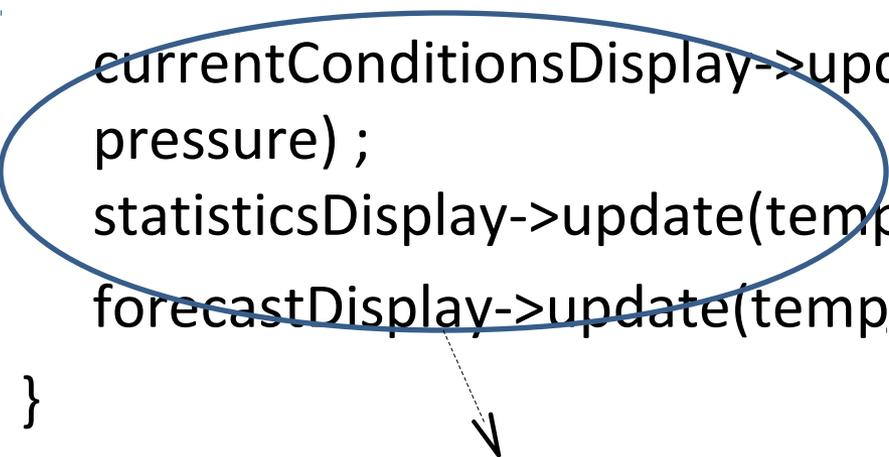 currentConditionsDisplay->upd
pressure) ;
statisticsDisplay->update(temp
forecastDisplay->update(temp
}